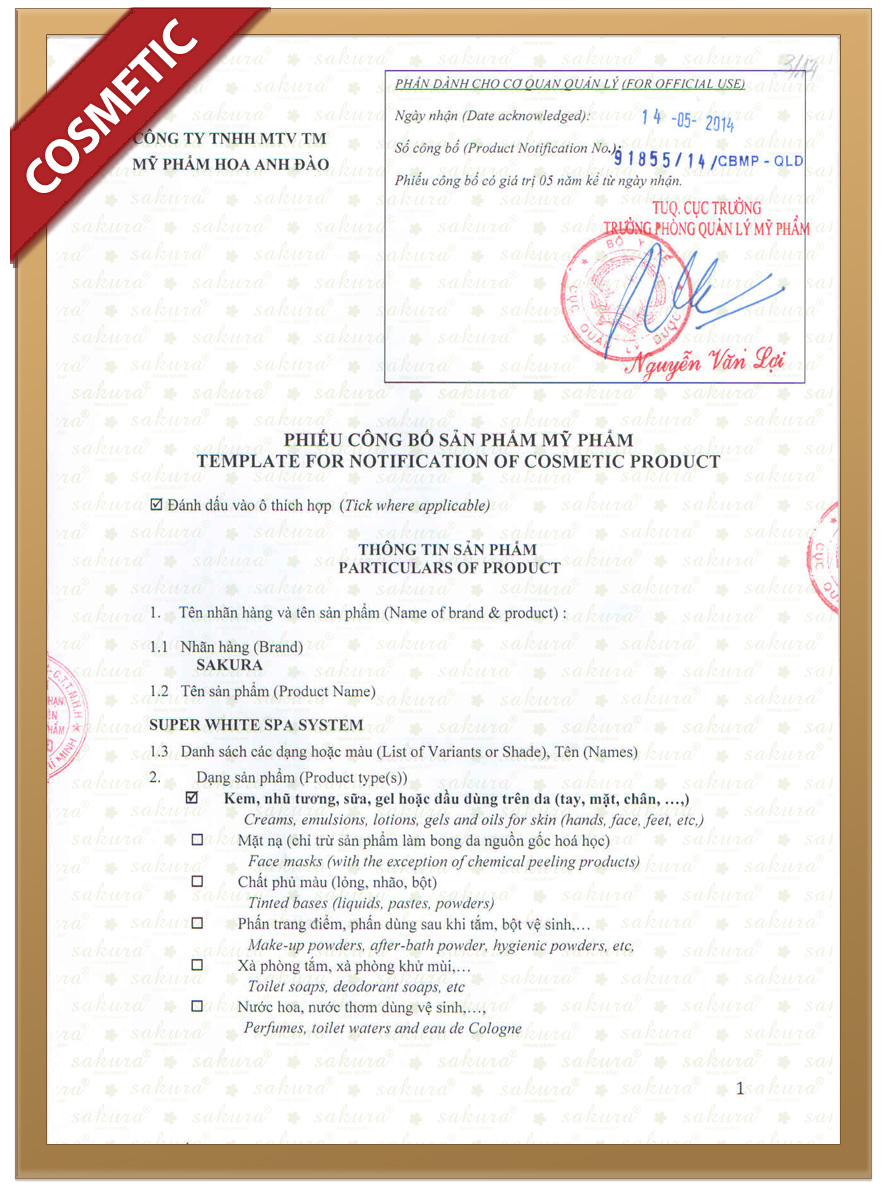 COSMETIC
3/114
CÔNG TY TNHH MTV TM
MỸ PHẨM HOA ANH ĐÀO
PHẦN DÀNH CHO CƠ QUAN QUẢN LÝ (FOR OFFICIAL USE)
Ngày nhận (Date acknowledged): 14 -05- 2014
Số công bố (Product Notification No.): 91855/14/CBMP - QLD
Phiếu công bố có giá trị 05 năm kể từ ngày nhận.
TUQ. CỤC TRƯỞNG
TRƯỞNG PHÒNG QUẢN LÝ MỸ PHẨM
BỘ Y TẾ
CỤC QUẢN LÝ DƯỢC
Nguyễn Văn Lợi
PHIẾU CÔNG BỐ SẢN PHẨM MỸ PHẨM
TEMPLATE FOR NOTIFICATION OF COSMETIC PRODUCT
☑ Đánh dấu vào ô thích hợp (Tick where applicable)
THÔNG TIN SẢN PHẨM
PARTICULARS OF PRODUCT
1. Tên nhãn hàng và tên sản phẩm (Name of brand & product) :
1.1 Nhãn hàng (Brand)
SAKURA
1.2 Tên sản phẩm (Product Name)
SUPER WHITE SPA SYSTEM
1.3 Danh sách các dạng hoặc màu (List of Variants or Shade), Tên (Names)
2. Dạng sản phẩm (Product type(s))
☑ Kem, nhũ tương, sữa, gel hoặc dầu dùng trên da (tay, mặt, chân, ....,)
Creams, emulsions, lotions, gels and oils for skin (hands, face, feet, etc,)
☐ Mặt nạ (chỉ trừ sản phẩm làm bong da nguồn gốc hoá học)
Face masks (with the exception of chemical peeling products)
☐ Chất phủ màu (lỏng, nhão, bột)
Tinted bases (liquids, pastes, powders)
☐ Phấn trang điểm, phấn dùng sau khi tắm, bột vệ sinh,...
Make-up powders, after-bath powder, hygienic powders, etc,
☐ Xà phòng tắm, xà phòng khử mùi,...
Toilet soaps, deodorant soaps, etc
☐ Nước hoa, nước thơm dùng vệ sinh,...,
Perfumes, toilet waters and eau de Cologne
1